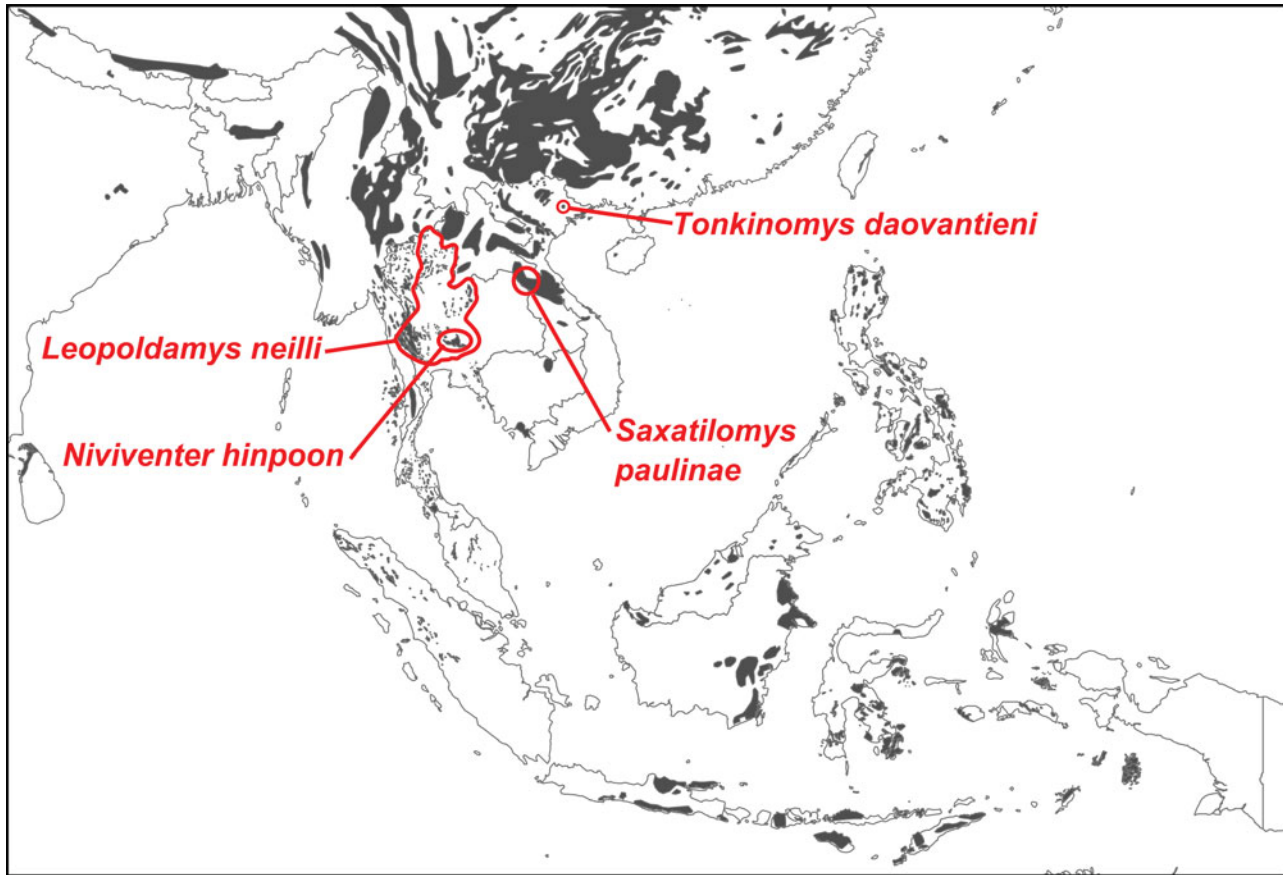 Tonkinomys daovantieni
Leopoldamys neilli
Niviventer hinpoon
Saxatilomys
paulinae